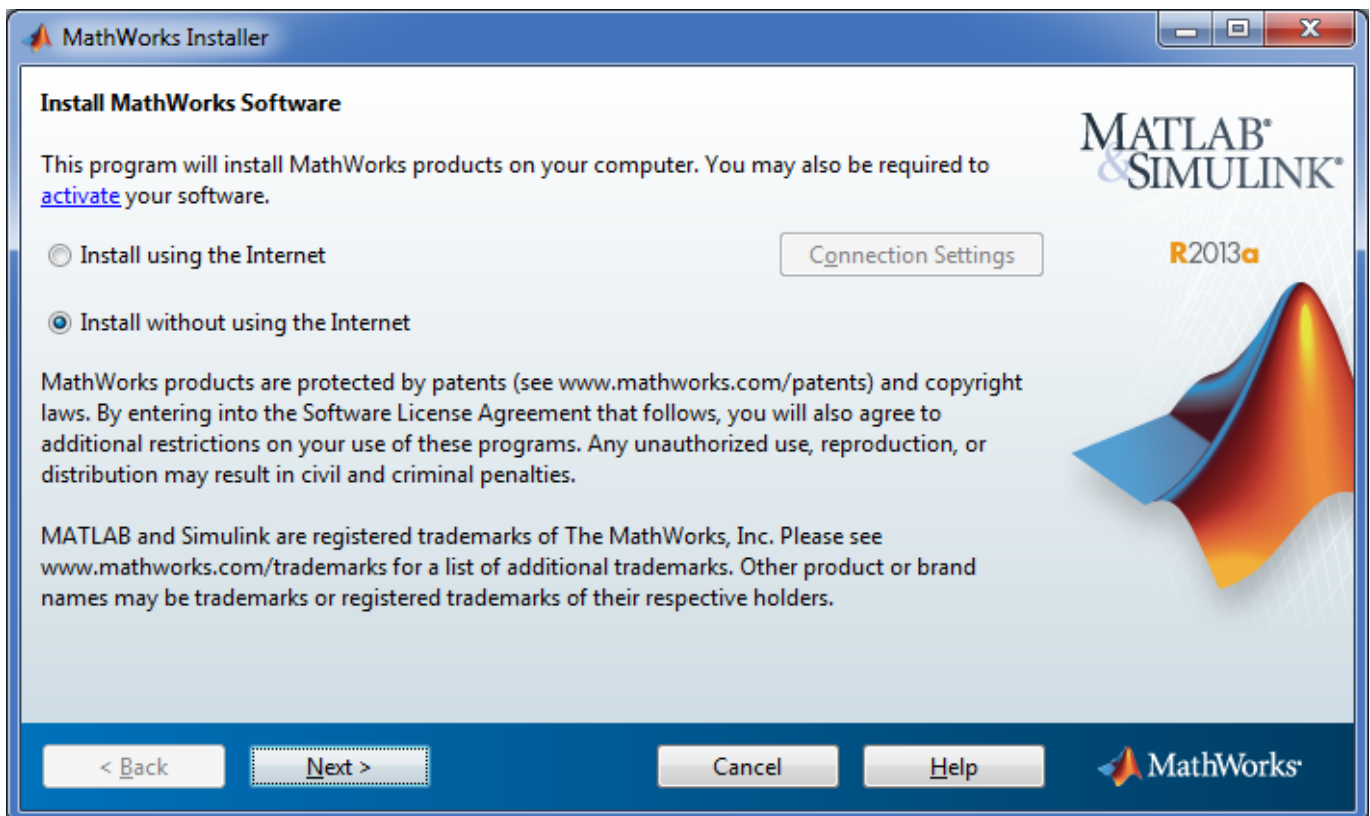 MathWorks Installer
Install MathWorks Software
This program will install MathWorks products on your computer. You may also be required to
activate your software.
Install using the Internet
Connection Settings
Install without using the Internet
MathWorks products are protected by patents (see www.mathworks.com/patents) and copyright
laws. By entering into the Software License Agreement that follows, you will also agree to
additional restrictions on your use of these programs. Any unauthorized use, reproduction, or
distribution may result in civil and criminal penalties.
MATLAB and Simulink are registered trademarks of The MathWorks, Inc. Please see
www.mathworks.com/trademarks for a list of additional trademarks. Other product or brand
names may be trademarks or registered trademarks of their respective holders.
MATLAB®
&SIMULINK®
R2013a
< Back
Next >
Cancel
Help
MathWorks®